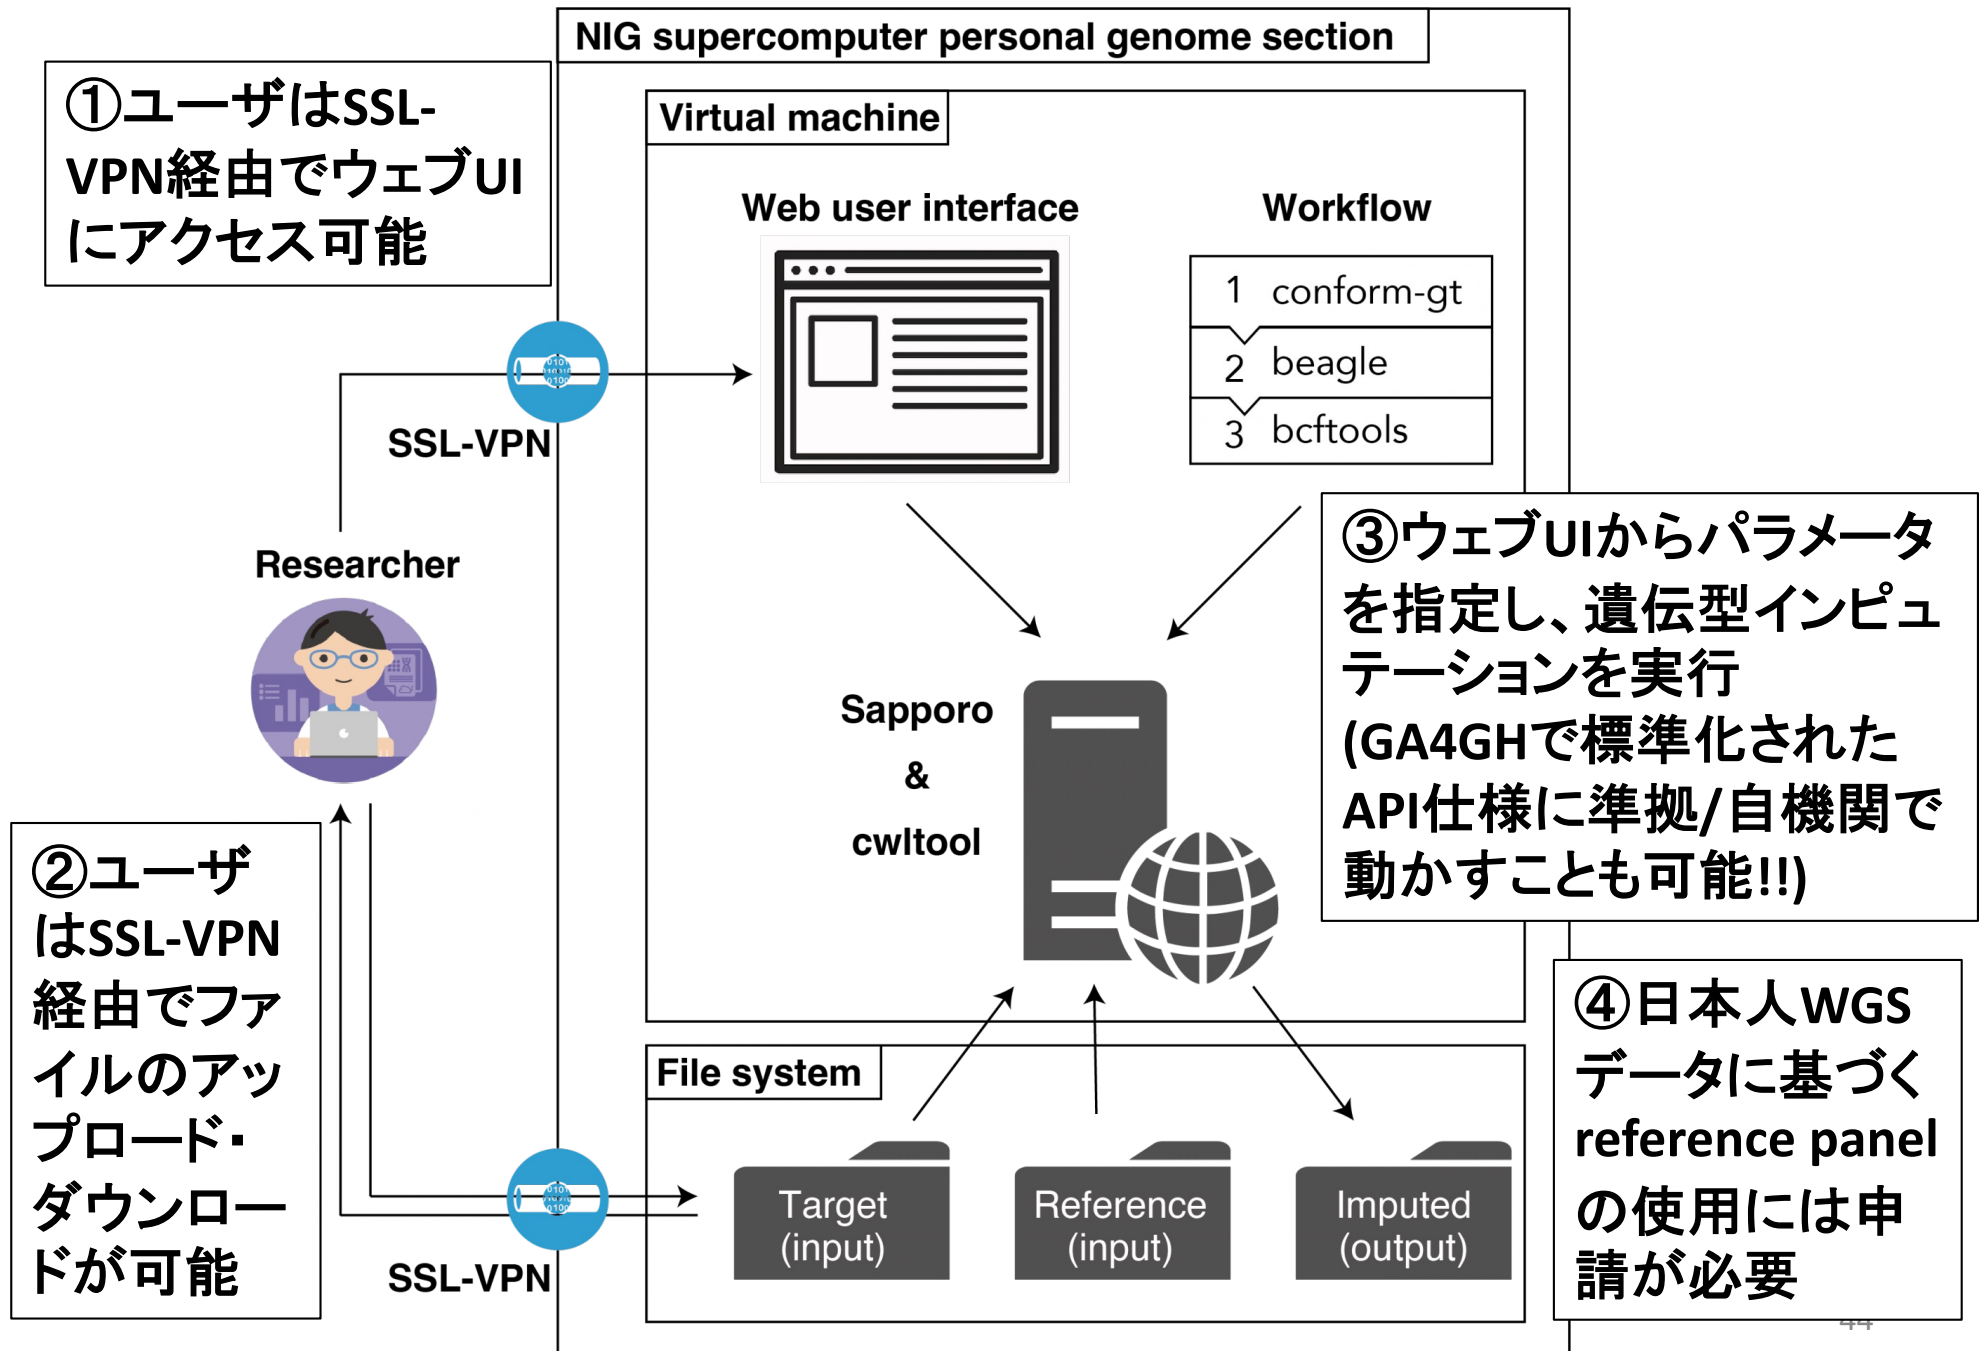 NIG supercomputer personal genome section
①ユーザはSSL-
VPN経由でウェブUI
にアクセス可能
Virtual machine
Web user interface
Workflow
1 conform-gt
2 beagle
3 bcftools
SSL-VPN
Researcher
③ウェブUIからパラメータ
を指定し、遺伝型インピュ
テーションを実行
(GA4GHで標準化された
API仕様に準拠/自機関で
動かすことも可能!!)
Sapporo
&
cwltool
②ユーザ
はSSL-VPN
経由でファ
イルのアッ
プロード・
ダウンロー
ドが可能
④日本人WGS
データに基づく
reference panel
の使用には申
請が必要
File system
Target
(input)
Reference
(input)
Imputed
(output)
SSL-VPN
44